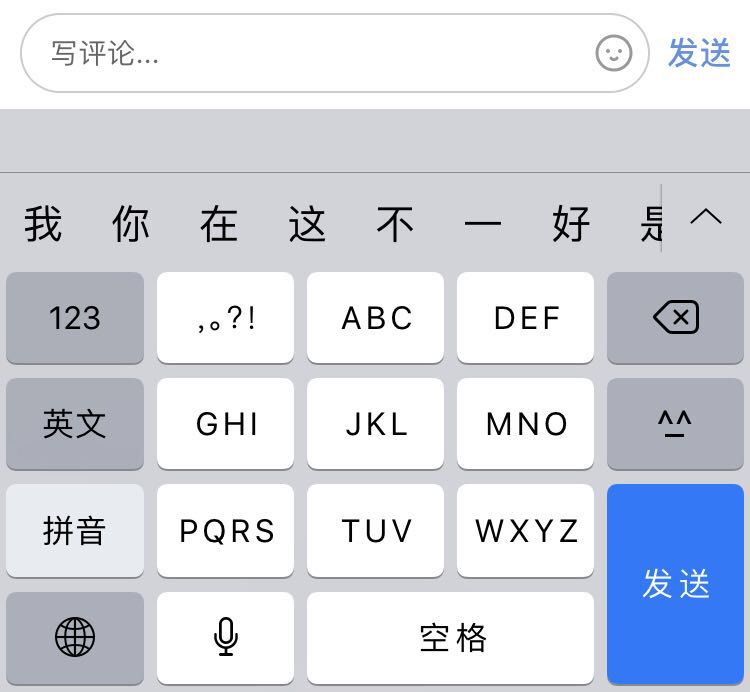 写评论...
发送
我 你 在 这 不 一 好 是
123 ,。?! ABC DEF
英文 GHI JKL MNO ^^
拼音 PQRS TUV WXYZ
发送
空格